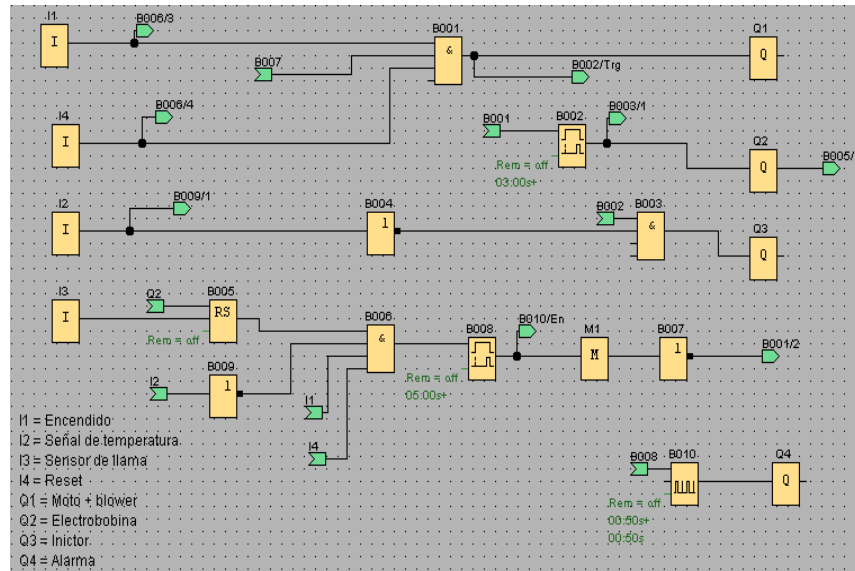 I1
B006/3
B001
Q1
I
B007
&
Q
B002/Trg
I4
B006/4
B001
B002
B003/1
Q2
B005/
I
Rem = off
03:00s+
Q
I2
B009/1
B004
B002
B003
Q3
I
1
&
Q
I3
Q2
B005
B006
B010/En
I
RS
B008
M1
B007
Rem = off
&
M
1
B001/2
B009
I2
1
Rem = off
05:00s+
I1
I1 = Encendido
I4
B008
B010
Q4
I2 = Señal de temperatura
Q
I3 = Sensor de llama
I4 = Reset
Rem = off
Q1 = Moto + blower
00:50s+
Q2 = Electrobobina
00:50s
Q3 = Inictor
Q4 = Alarma